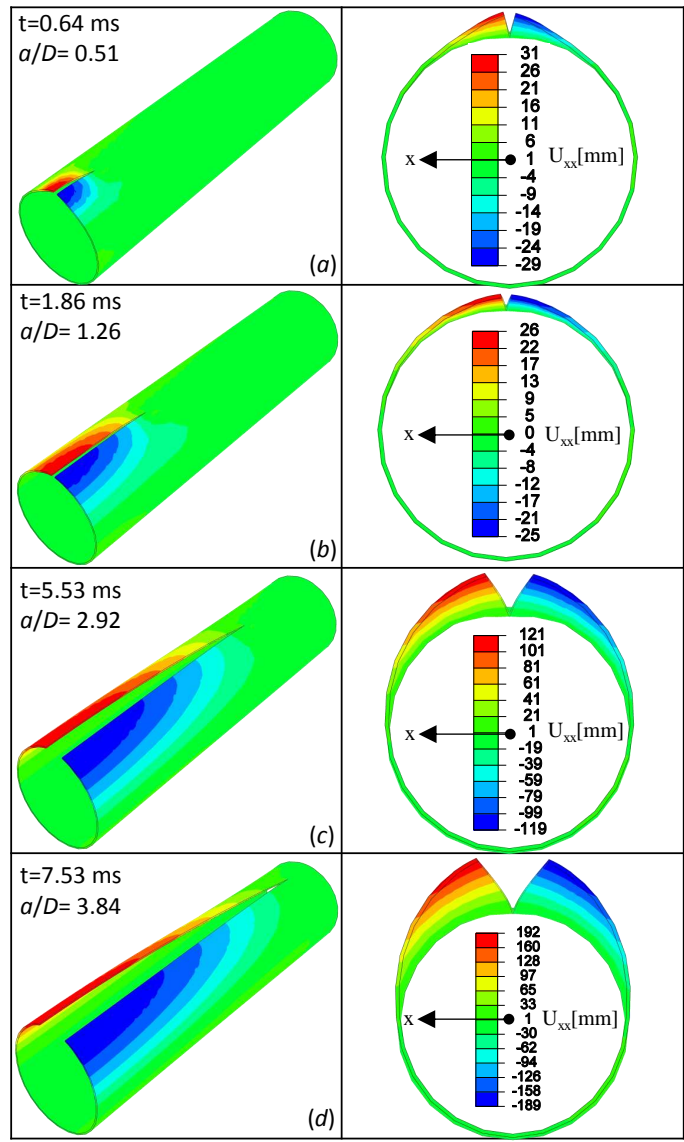 t=0.64 ms
a/D= 0.51
(a)
31
26
21
16
11
6
1
-4
-9
-14
-19
-24
-29
x
Uxx[mm]
t=1.86 ms
a/D= 1.26
(b)
26
22
17
13
9
5
0
-4
-8
-12
-17
-21
-25
x
Uxx[mm]
t=5.53 ms
a/D= 2.92
(c)
121
101
81
61
41
21
1
-19
-39
-59
-79
-99
-119
x
Uxx[mm]
t=7.53 ms
a/D= 3.84
(d)
192
160
128
97
65
33
1
-30
-62
-94
-126
-158
-189
x
Uxx[mm]